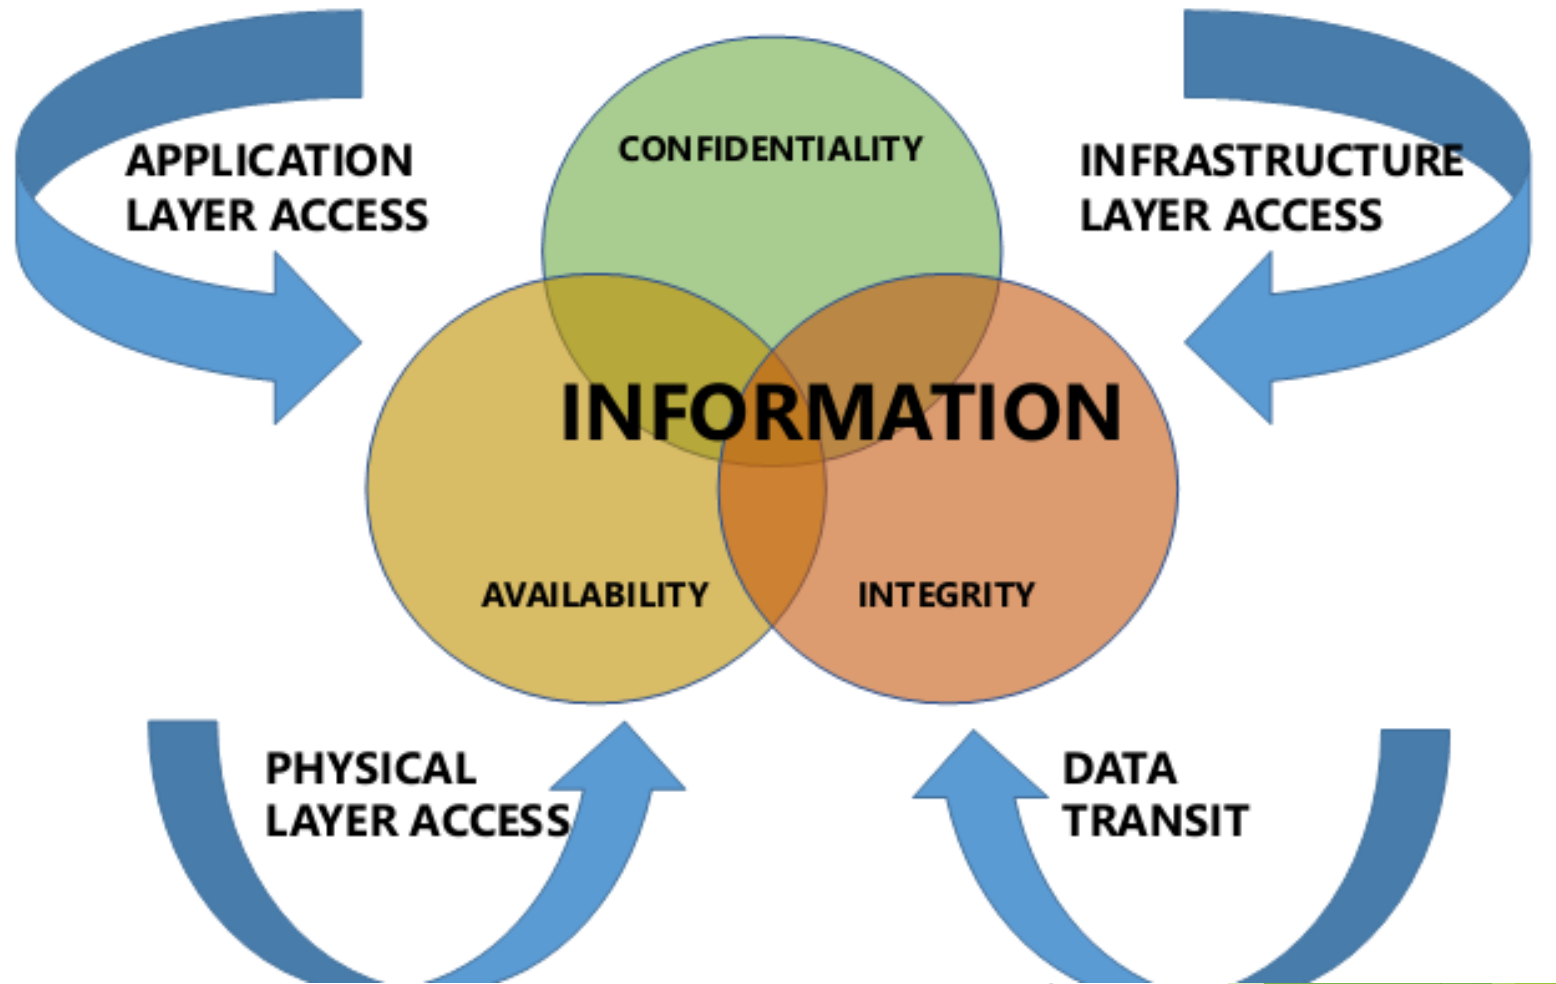 CONFIDENTIALITY
APPLICATION
LAYER ACCESS
INFRASTRUCTURE
LAYER ACCESS
INFORMATION
AVAILABILITY
INTEGRITY
PHYSICAL
LAYER ACCESS
DATA
TRANSIT